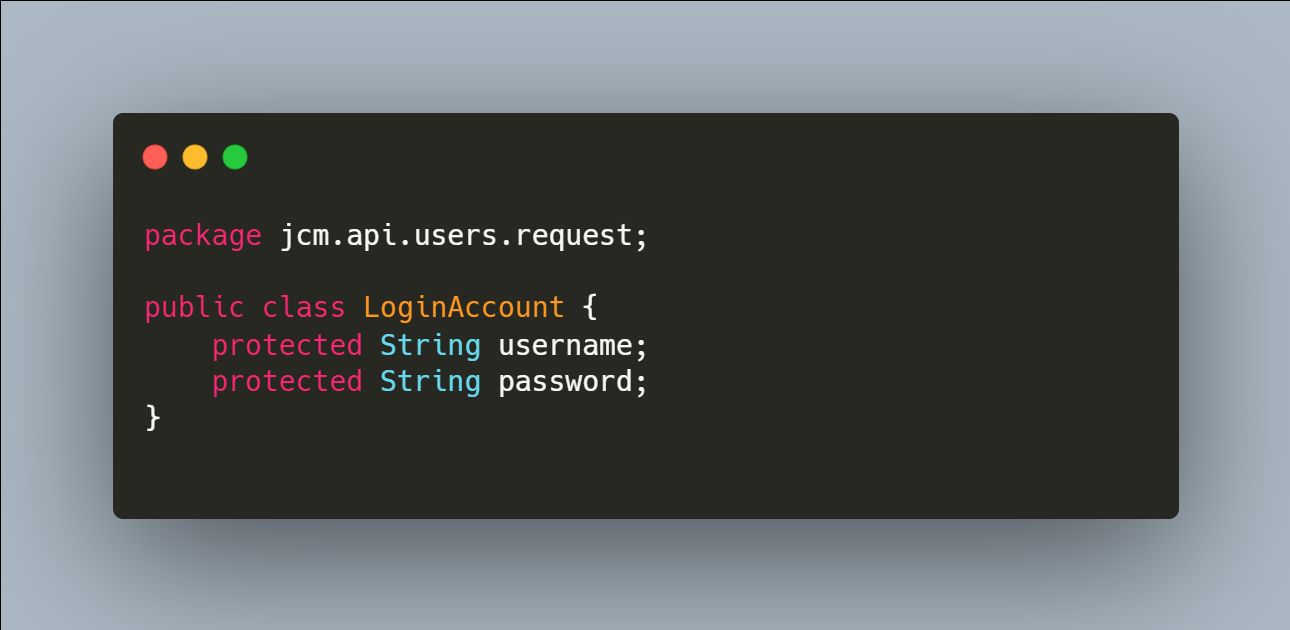 package jcm.api.users.request;

public class LoginAccount {
    protected String username;
    protected String password;
}